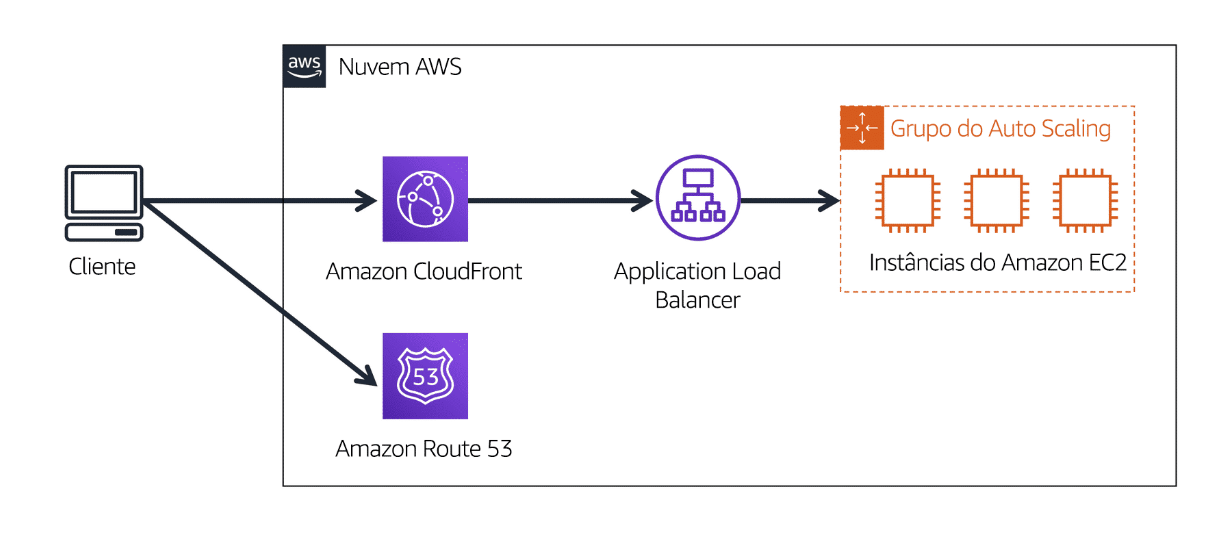 aws
Nuvem AWS
Grupo do Auto Scaling
Instâncias do Amazon EC2
Cliente
Amazon CloudFront
Application Load
Balancer
53
Amazon Route 53